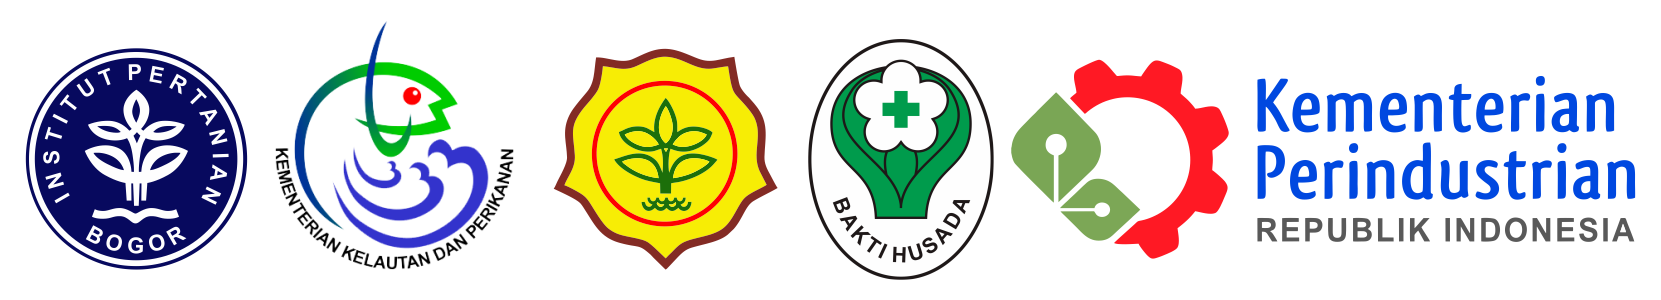 INSTITUT PERTANIAN
BOGOR
KEMENTERIAN KELAUTAN DAN PERIKANAN
BAKTI HUSADA
Kementerian
Perindustrian
REPUBLIK INDONESIA